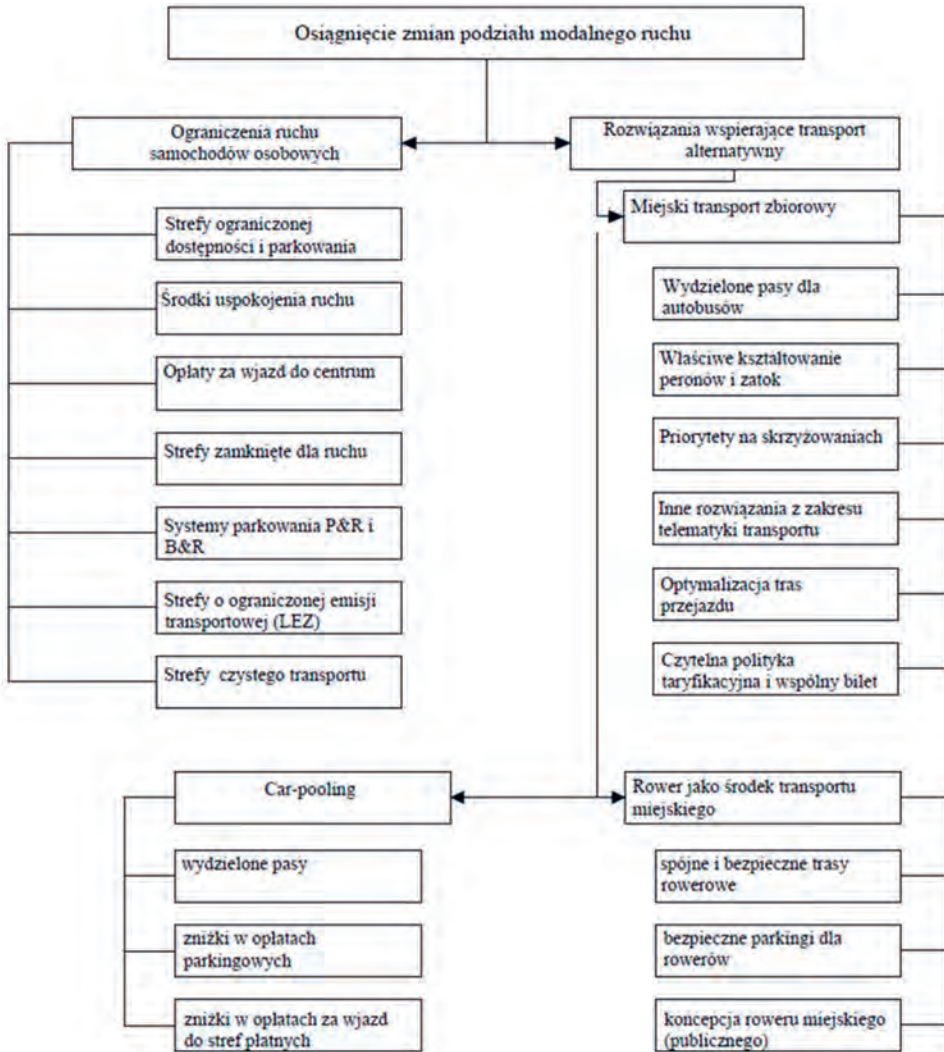 Osiągnięcie zmian podziału modalnego ruchu
Ograniczenia ruchu
samochodów osobowych
Strefy ograniczonej
dostępności i parkowania
Środki uspokojenia ruchu
Opłaty za wjazd do centrum
Strefy zamknięte dla ruchu
Systemy parkowania P&R i
B&R
Strefy o ograniczonej emisji
transportowej (LEZ)
Strefy czystego transportu
Rozwiązania wspierające transport
alternatywny
Miejski transport zbiorowy
Wydzielone pasy dla
autobusów
Właściwe kształtowanie
peronów i zatok
Priorytety na skrzyżowaniach
Inne rozwiązania z zakresu
telematyki transportu
Optymalizacja tras
przejazdu
Czytelna polityka
taryfikacyjna i wspólny bilet
Car-pooling
wydzielone pasy
zniżki w opłatach
parkingowych
zniżki w opłatach za wjazd
do stref płatnych
Rower jako środek transportu
miejskiego
spójne i bezpieczne trasy
rowerowe
bezpieczne parkingi dla
rowerów
koncepcja roweru miejskiego
(publicznego)